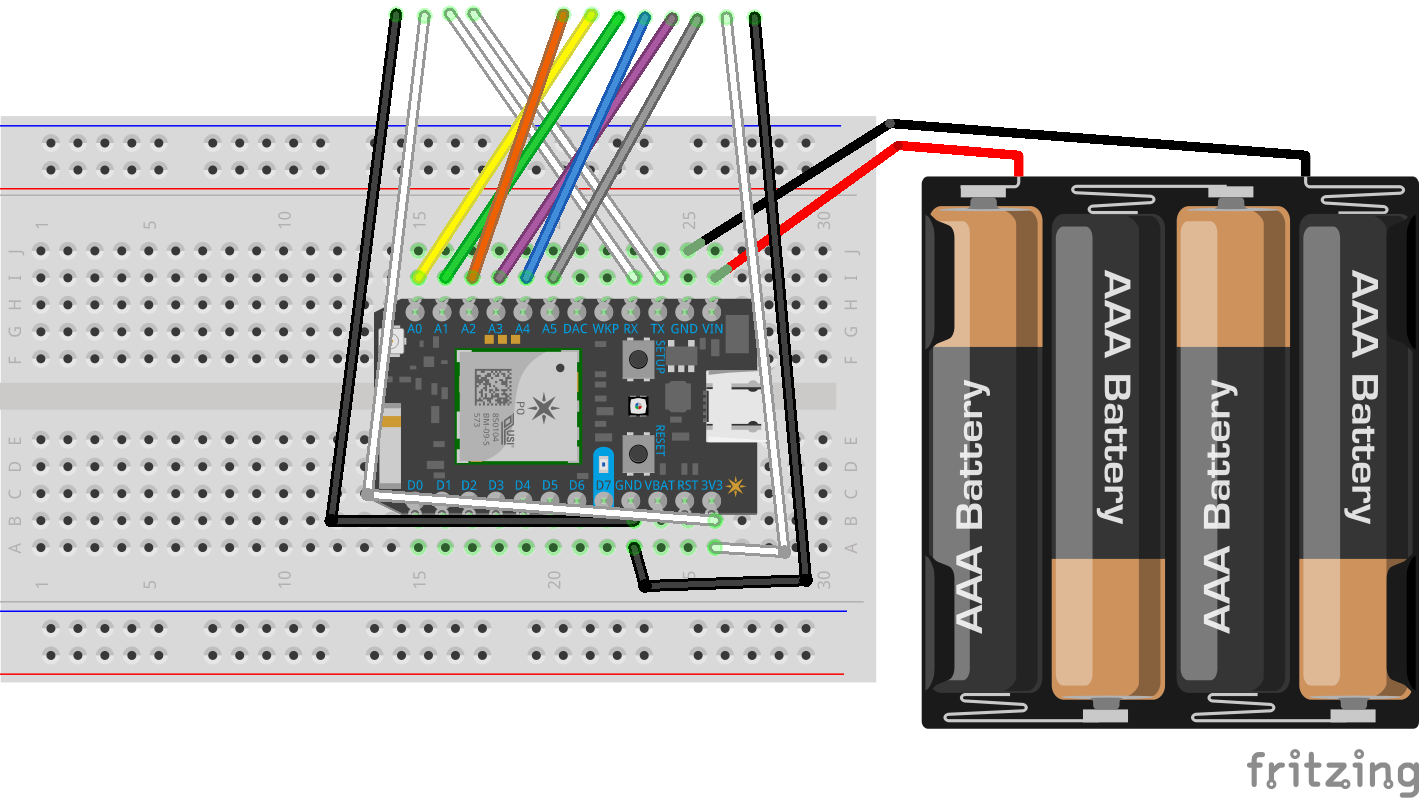 1 5 10 15 20 25 30
J J
I I
H H
G G
F F
A0 A1 A2 A3 A4 A5 DAC WKP RX TX GND VIN
SETUP
P0
RESET
D0 D1 D2 D3 D4 D5 D6 D7 GND VBAT RST 3V3
E E
D D
C C
B B
A A
1 5 10 15 20 30
AAA Battery
AAA Battery
AAA Battery
AAA Battery
fritzing